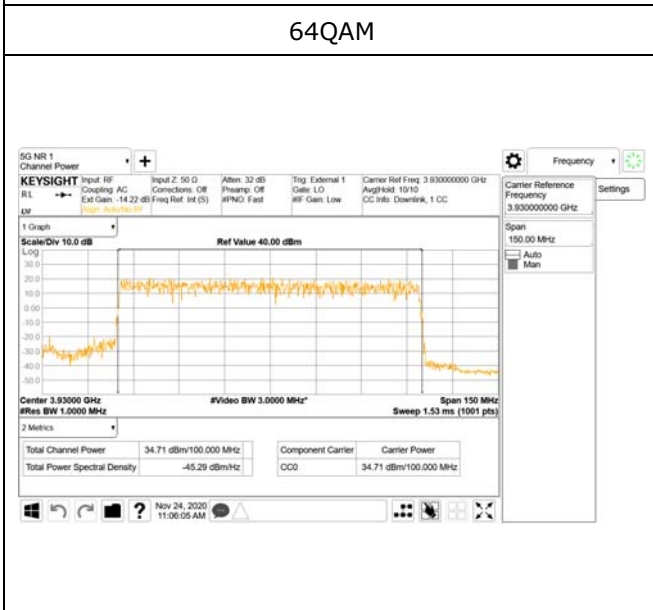 64QAM
5G NR 1
Channel Power
Frequency
KEYSIGHT
Input: RF
Input Z: 50 Ω
Atten: 32 dB
Trig: External 1
Carrier Ref Freq: 3.930000000 GHz
RL
Coupling: AC
Corrections: Off
Preamp: Off
Gate: LO
Avg|Hold: 10/10
Ext Gain: -14.22 dB
Freq Ref: Int (S)
#PNO: Fast
#IF Gain: Low
CC Info: Downlink, 1 CC
Align: Auto/No RF
Carrier Reference
Frequency
3.930000000 GHz
Settings
Span
150.00 MHz
Auto
Man
1 Graph
Scale/Div 10.0 dB
Ref Value 40.00 dBm
Log
30.0
20.0
10.0
0.00
-10.0
-20.0
-30.0
-40.0
-50.0
Center 3.93000 GHz
#Video BW 3.0000 MHz*
Span 150 MHz
#Res BW 1.0000 MHz
Sweep 1.53 ms (1001 pts)
2 Metrics
Total Channel Power
34.71 dBm/100.000 MHz
Component Carrier
Carrier Power
Total Power Spectral Density
-45.29 dBm/Hz
CC0
34.71 dBm/100.000 MHz
Nov 24, 2020
11:06:05 AM